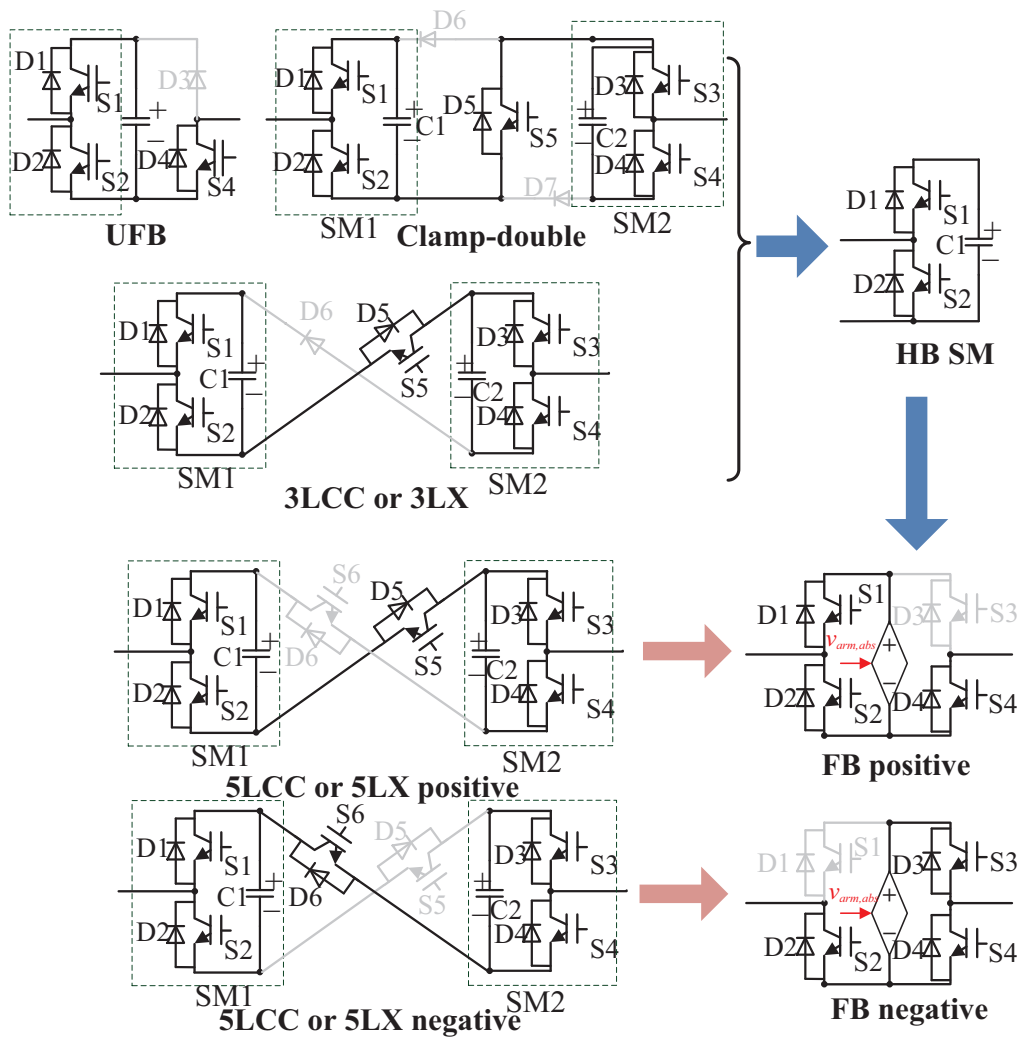 D1
S1
D2
S2
+
−
D3
D4
S4
UFB
D1
S1
D2
S2
+
−
C1
D6
D5
S5
D7
+
−
C2
D3
S3
D4
S4
SM1
Clamp-double
SM2
D1
S1
D2
S2
C1
+
−
HB SM
D1
S1
D2
S2
C1
+
−
D6
D5
S5
+
−
C2
D3
S3
D4
S4
SM1
SM2
3LCC or 3LX
D1
S1
D2
S2
C1
+
−
S6
D6
D5
S5
+
−
C2
D3
S3
D4
S4
SM1
SM2
5LCC or 5LX positive
D1
S1
D2
S2
v arm,abs
+
−
D3
S3
D4
S4
FB positive
D1
S1
D2
S2
C1
+
−
S6
D6
D5
S5
+
−
C2
D3
S3
D4
S4
SM1
SM2
5LCC or 5LX negative
D1
S1
D2
S2
v arm,abs
+
−
D3
S3
D4
S4
FB negative